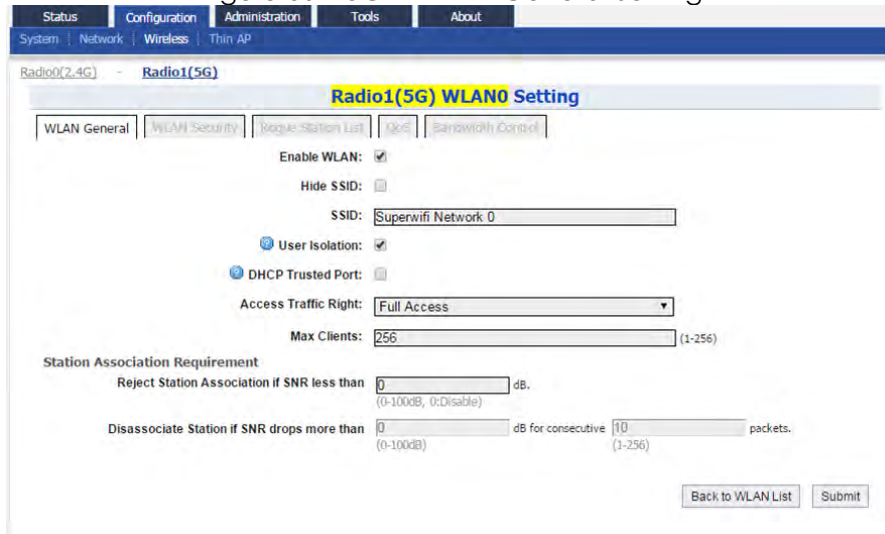 Status Configuration Administration Tools About
System Network Wireless Thin AP
Radio0(2.4G) - Radio1(5G)
Radio1(5G) WLAN0 Setting
WLAN General WLAN Security Rogue Station List QoS Bandwidth Control
Enable WLAN:
Hide SSID:
SSID: Superwifi Network 0
User Isolation:
DHCP Trusted Port:
Access Traffic Right: Full Access
Max Clients: 256 (1-256)
Station Association Requirement
Reject Station Association if SNR less than 0 dB.
(0-100dB, 0:Disable)
Disassociate Station if SNR drops more than 0 dB for consecutive 10 packets.
(0-100dB) (1-256)
Back to WLAN List Submit